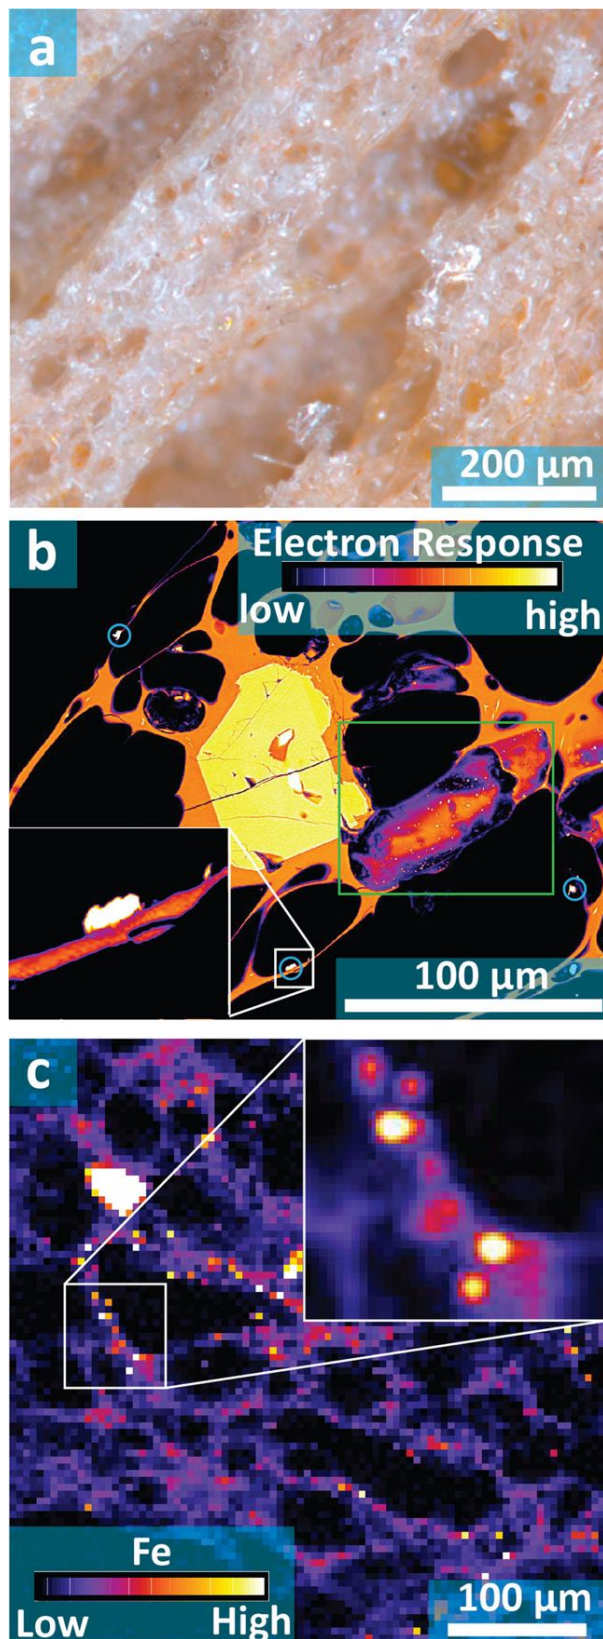 a
200 μm
b
Electron Response
low
high
100 μm
c
Fe
Low
High
100 μm